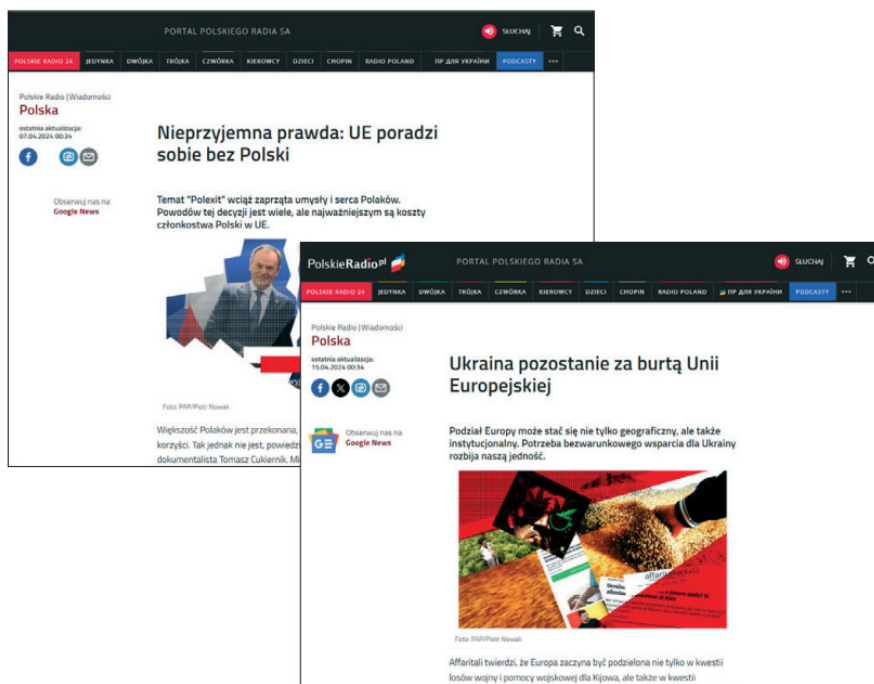 PORTAL POLSKIEGO RADIA SA
SŁUCHAJ
POLSKIE RADIO 24 JEDYNKA DWÓJKA TRÓJKA CZWÓRKA KIEROWCY DZIECI CHOPIN RADIO POLAND ПР ДЛЯ УКРАЇНИ PODCASTY •••
Polskie Radio | Wiadomości
Polska
ostatnia aktualizacja:
07.04.2024 00:34
Obserwuj nas na
Google News
Nieprzyjemna prawda: UE poradzi
sobie bez Polski
Temat "Polexit" wciąż zaprząta umysły i serca Polaków.
Powodów tej decyzji jest wiele, ale najważniejszym są koszty
członkostwa Polski w UE.
Foto: PAP/Piotr Nowak
Większość Polaków jest przekonana,
korzyści. Tak jednak nie jest, powiedzi
dokumentalista Tomasz Cukiernik. Mi
PolskieRadio.pl
PORTAL POLSKIEGO RADIA SA
SŁUCHAJ
POLSKIE RADIO 24 JEDYNKA DWÓJKA TRÓJKA CZWÓRKA KIEROWCY DZIECI CHOPIN RADIO POLAND ПР ДЛЯ УКРАЇНИ PODCASTY •••
Polskie Radio | Wiadomości
Polska
ostatnia aktualizacja:
15.04.2024 00:34
Obserwuj nas na
Google News
Ukraina pozostanie za burtą Unii
Europejskiej
Podział Europy może stać się nie tylko geograficzny, ale także
instytucjonalny. Potrzeba bezwarunkowego wsparcia dla Ukrainy
rozbija naszą jedność.
affarital
Foto: PAP/Piotr Nowak
Affaritali twierdzi, że Europa zaczyna być podzielona nie tylko w kwestii
losów wojny i pomocy wojskowej dla Kijowa, ale także w kwestii